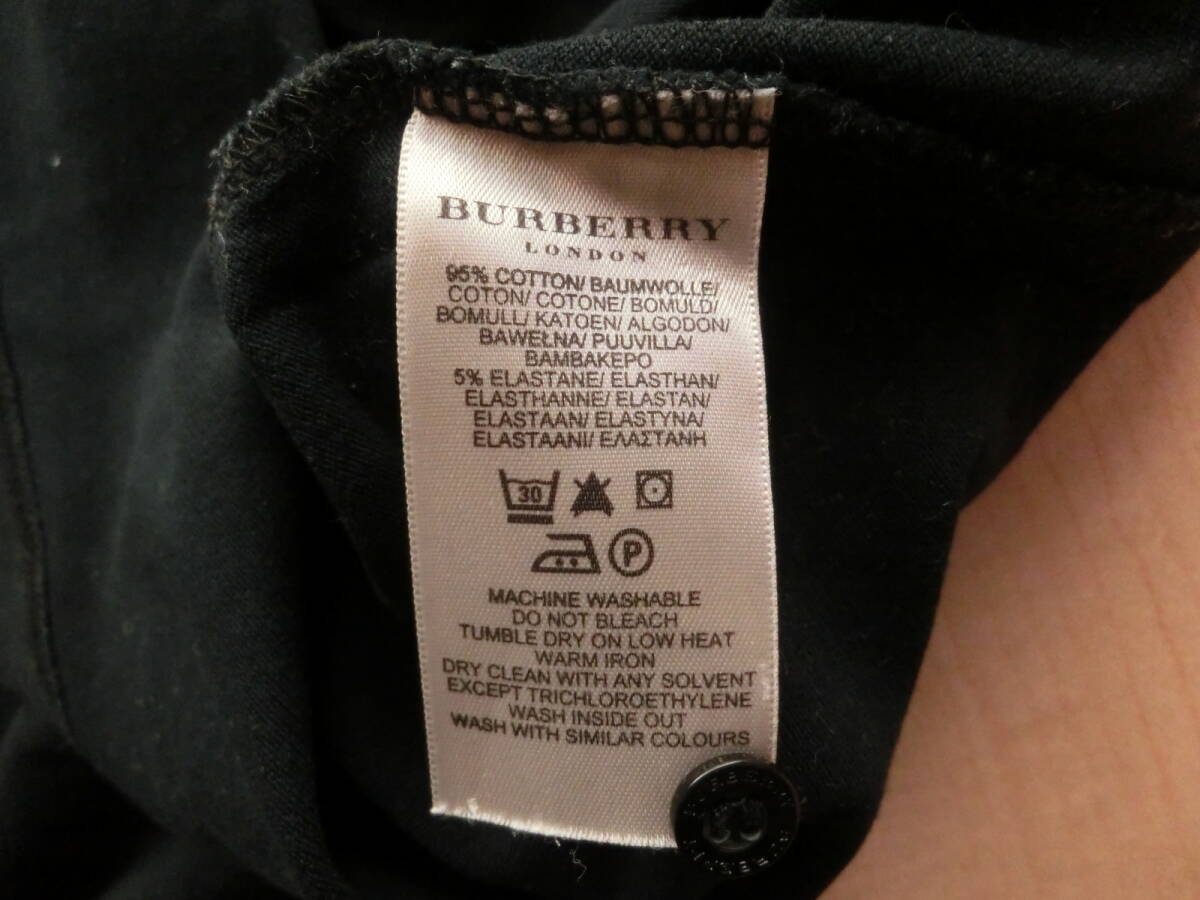 BURBERRY
LONDON
95% COTTON/ BAUMWOLLE/
COTON/ COTONE/ BOMULD/
BOMULL/ KATOEN/ ALGODON/
BAWEŁNA/ PUUVILLA/
BAMBAKEPO
5% ELASTANE/ ELASTHAN/
ELASTHANNE/ ELASTAN/
ELASTAAN/ ELASTYNA/
ELASTAANI/ ΕΛΑΣΤΑΝΗ
30
P
MACHINE WASHABLE
DO NOT BLEACH
TUMBLE DRY ON LOW HEAT
WARM IRON
DRY CLEAN WITH ANY SOLVENT
EXCEPT TRICHLOROETHYLENE
WASH INSIDE OUT
WASH WITH SIMILAR COLOURS
BURBERRY